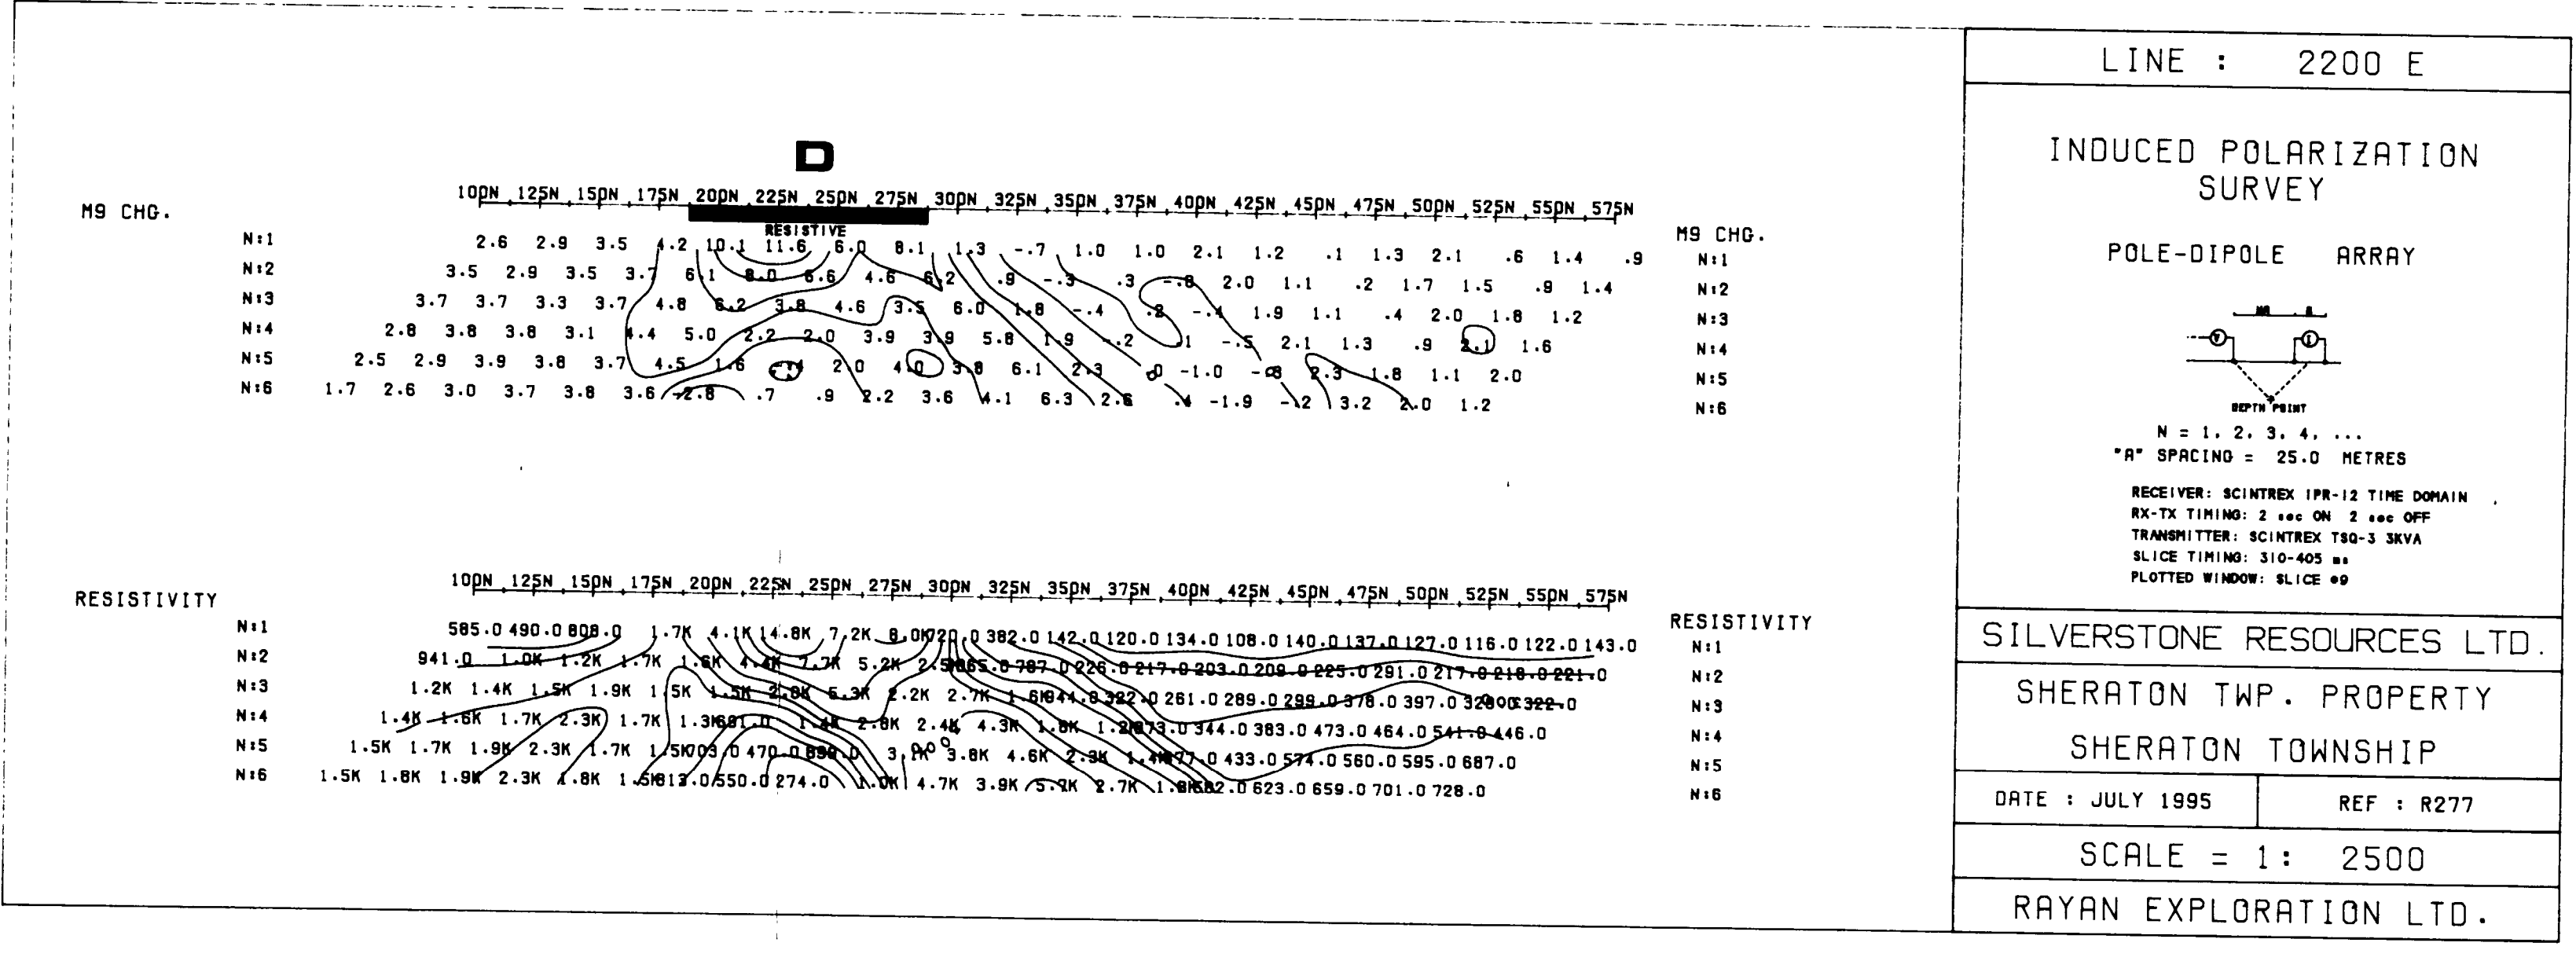 D
100N 125N 150N 175N 200N 225N 250N 275N 300N 325N 350N 375N 400N 425N 450N 475N 500N 525N 550N 575N
M9 CHG. M9 CHG.
RESISTIVE
N:1 2.6 2.9 3.5 4.2 10.1 11.6 6.0 8.1 1.3 -.7 1.0 1.0 2.1 1.2 .1 1.3 2.1 .6 1.4 .9 N:1
N:2 3.5 2.9 3.5 3.7 6.1 8.0 6.6 4.6 6.2 .9 -.3 .3 -.8 2.0 1.1 .2 1.7 1.5 .9 1.4 N:2
N:3 3.7 3.7 3.3 3.7 4.8 6.2 3.8 4.6 3.5 6.0 1.8 -.4 .2 -.4 1.9 1.1 .4 2.0 1.8 1.2 N:3
N:4 2.8 3.8 3.8 3.1 4.4 5.0 2.2 2.0 3.9 3.9 5.8 1.9 -.2 .1 -.5 2.1 1.3 .9 2.1 1.6 N:4
N:5 2.5 2.9 3.9 3.8 3.7 4.5 1.6 2.0 4.0 3.8 6.1 2.3 .0 -1.0 2.3 1.8 1.1 2.0 N:5
N:6 1.7 2.6 3.0 3.7 3.8 3.6 2.8 .7 .9 2.2 3.6 4.1 6.3 2.6 .4 -1.9 -.2 3.2 2.0 1.2 N:6
100N 125N 150N 175N 200N 225N 250N 275N 300N 325N 350N 375N 400N 425N 450N 475N 500N 525N 550N 575N
RESISTIVITY RESISTIVITY
N:1 585.0 490.0 808.0 1.7K 4.1K 14.8K 7.2K 8.0K 720.0 382.0 142.0 120.0 134.0 108.0 140.0 137.0 127.0 116.0 122.0 143.0 N:1
N:2 941.0 1.0K 1.2K 1.7K 1.6K 4.4K 7.7K 5.2K 787.0 226.0 217.0 203.0 209.0 225.0 291.0 217.0 218.0 221.0 N:2
N:3 1.2K 1.4K 1.5K 1.9K 1.5K 1.5K 2.8K 5.3K 2.2K 2.7K 1.6K 944.0 322.0 261.0 289.0 299.0 378.0 397.0 322.0 N:3
N:4 1.4K 1.6K 1.7K 2.3K 1.7K 1.3K 1.4K 2.8K 2.4K 4.3K 1.8K 344.0 383.0 473.0 464.0 541.0 446.0 N:4
N:5 1.5K 1.7K 1.9K 2.3K 1.7K 1.5K 703.0 470.0 3.8K 4.6K 2.3K 433.0 574.0 560.0 595.0 687.0 N:5
N:6 1.5K 1.8K 1.9K 2.3K 1.8K 1.5K 813.0 550.0 274.0 1.0K 4.7K 3.9K 2.7K 623.0 659.0 701.0 728.0 N:6
LINE : 2200 E
INDUCED POLARIZATION
SURVEY
POLE-DIPOLE ARRAY
DEPTH POINT
N = 1, 2, 3, 4, ...
"A" SPACING = 25.0 METRES
RECEIVER: SCINTREX IPR-12 TIME DOMAIN
RX-TX TIMING: 2 sec ON 2 sec OFF
TRANSMITTER: SCINTREX TSQ-3 3KVA
SLICE TIMING: 310-405 ms
PLOTTED WINDOW: SLICE #9
SILVERSTONE RESOURCES LTD.
SHERATON TWP. PROPERTY
SHERATON TOWNSHIP
DATE : JULY 1995 REF : R277
SCALE = 1: 2500
RAYAN EXPLORATION LTD.